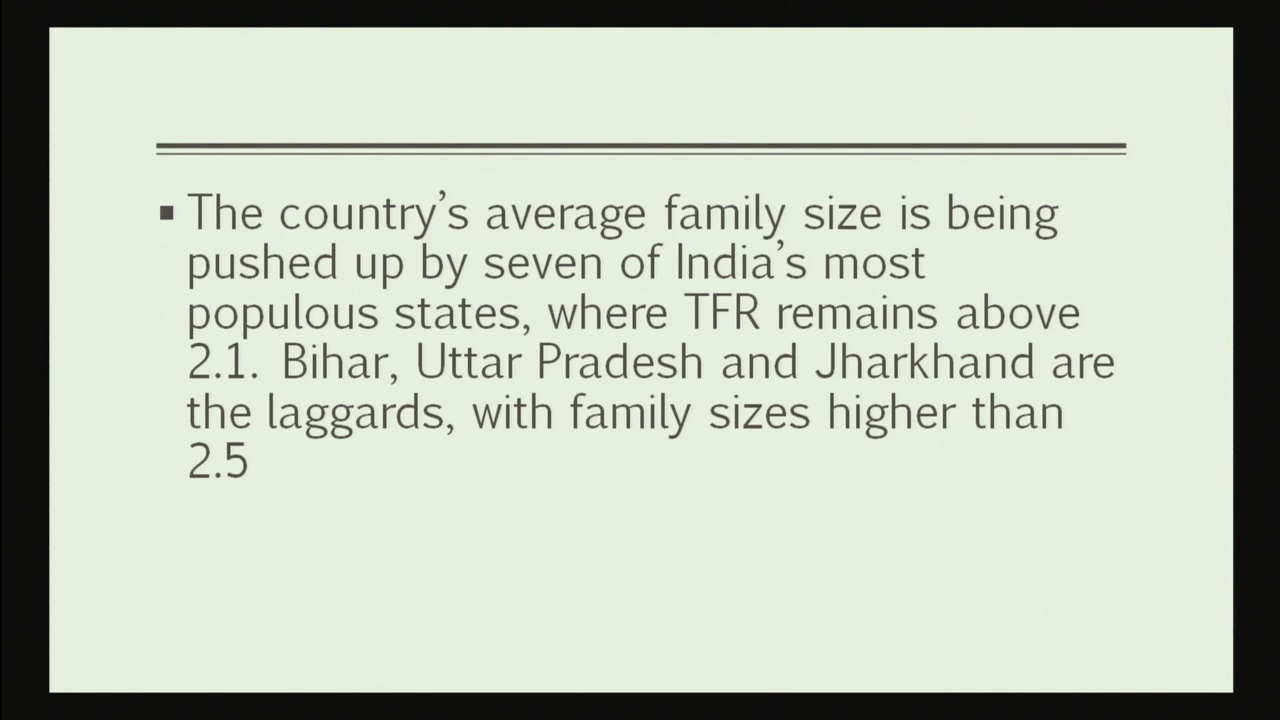 ▪ The country’s average family size is being
pushed up by seven of India’s most
populous states, where TFR remains above
2.1. Bihar, Uttar Pradesh and Jharkhand are
the laggards, with family sizes higher than
2.5